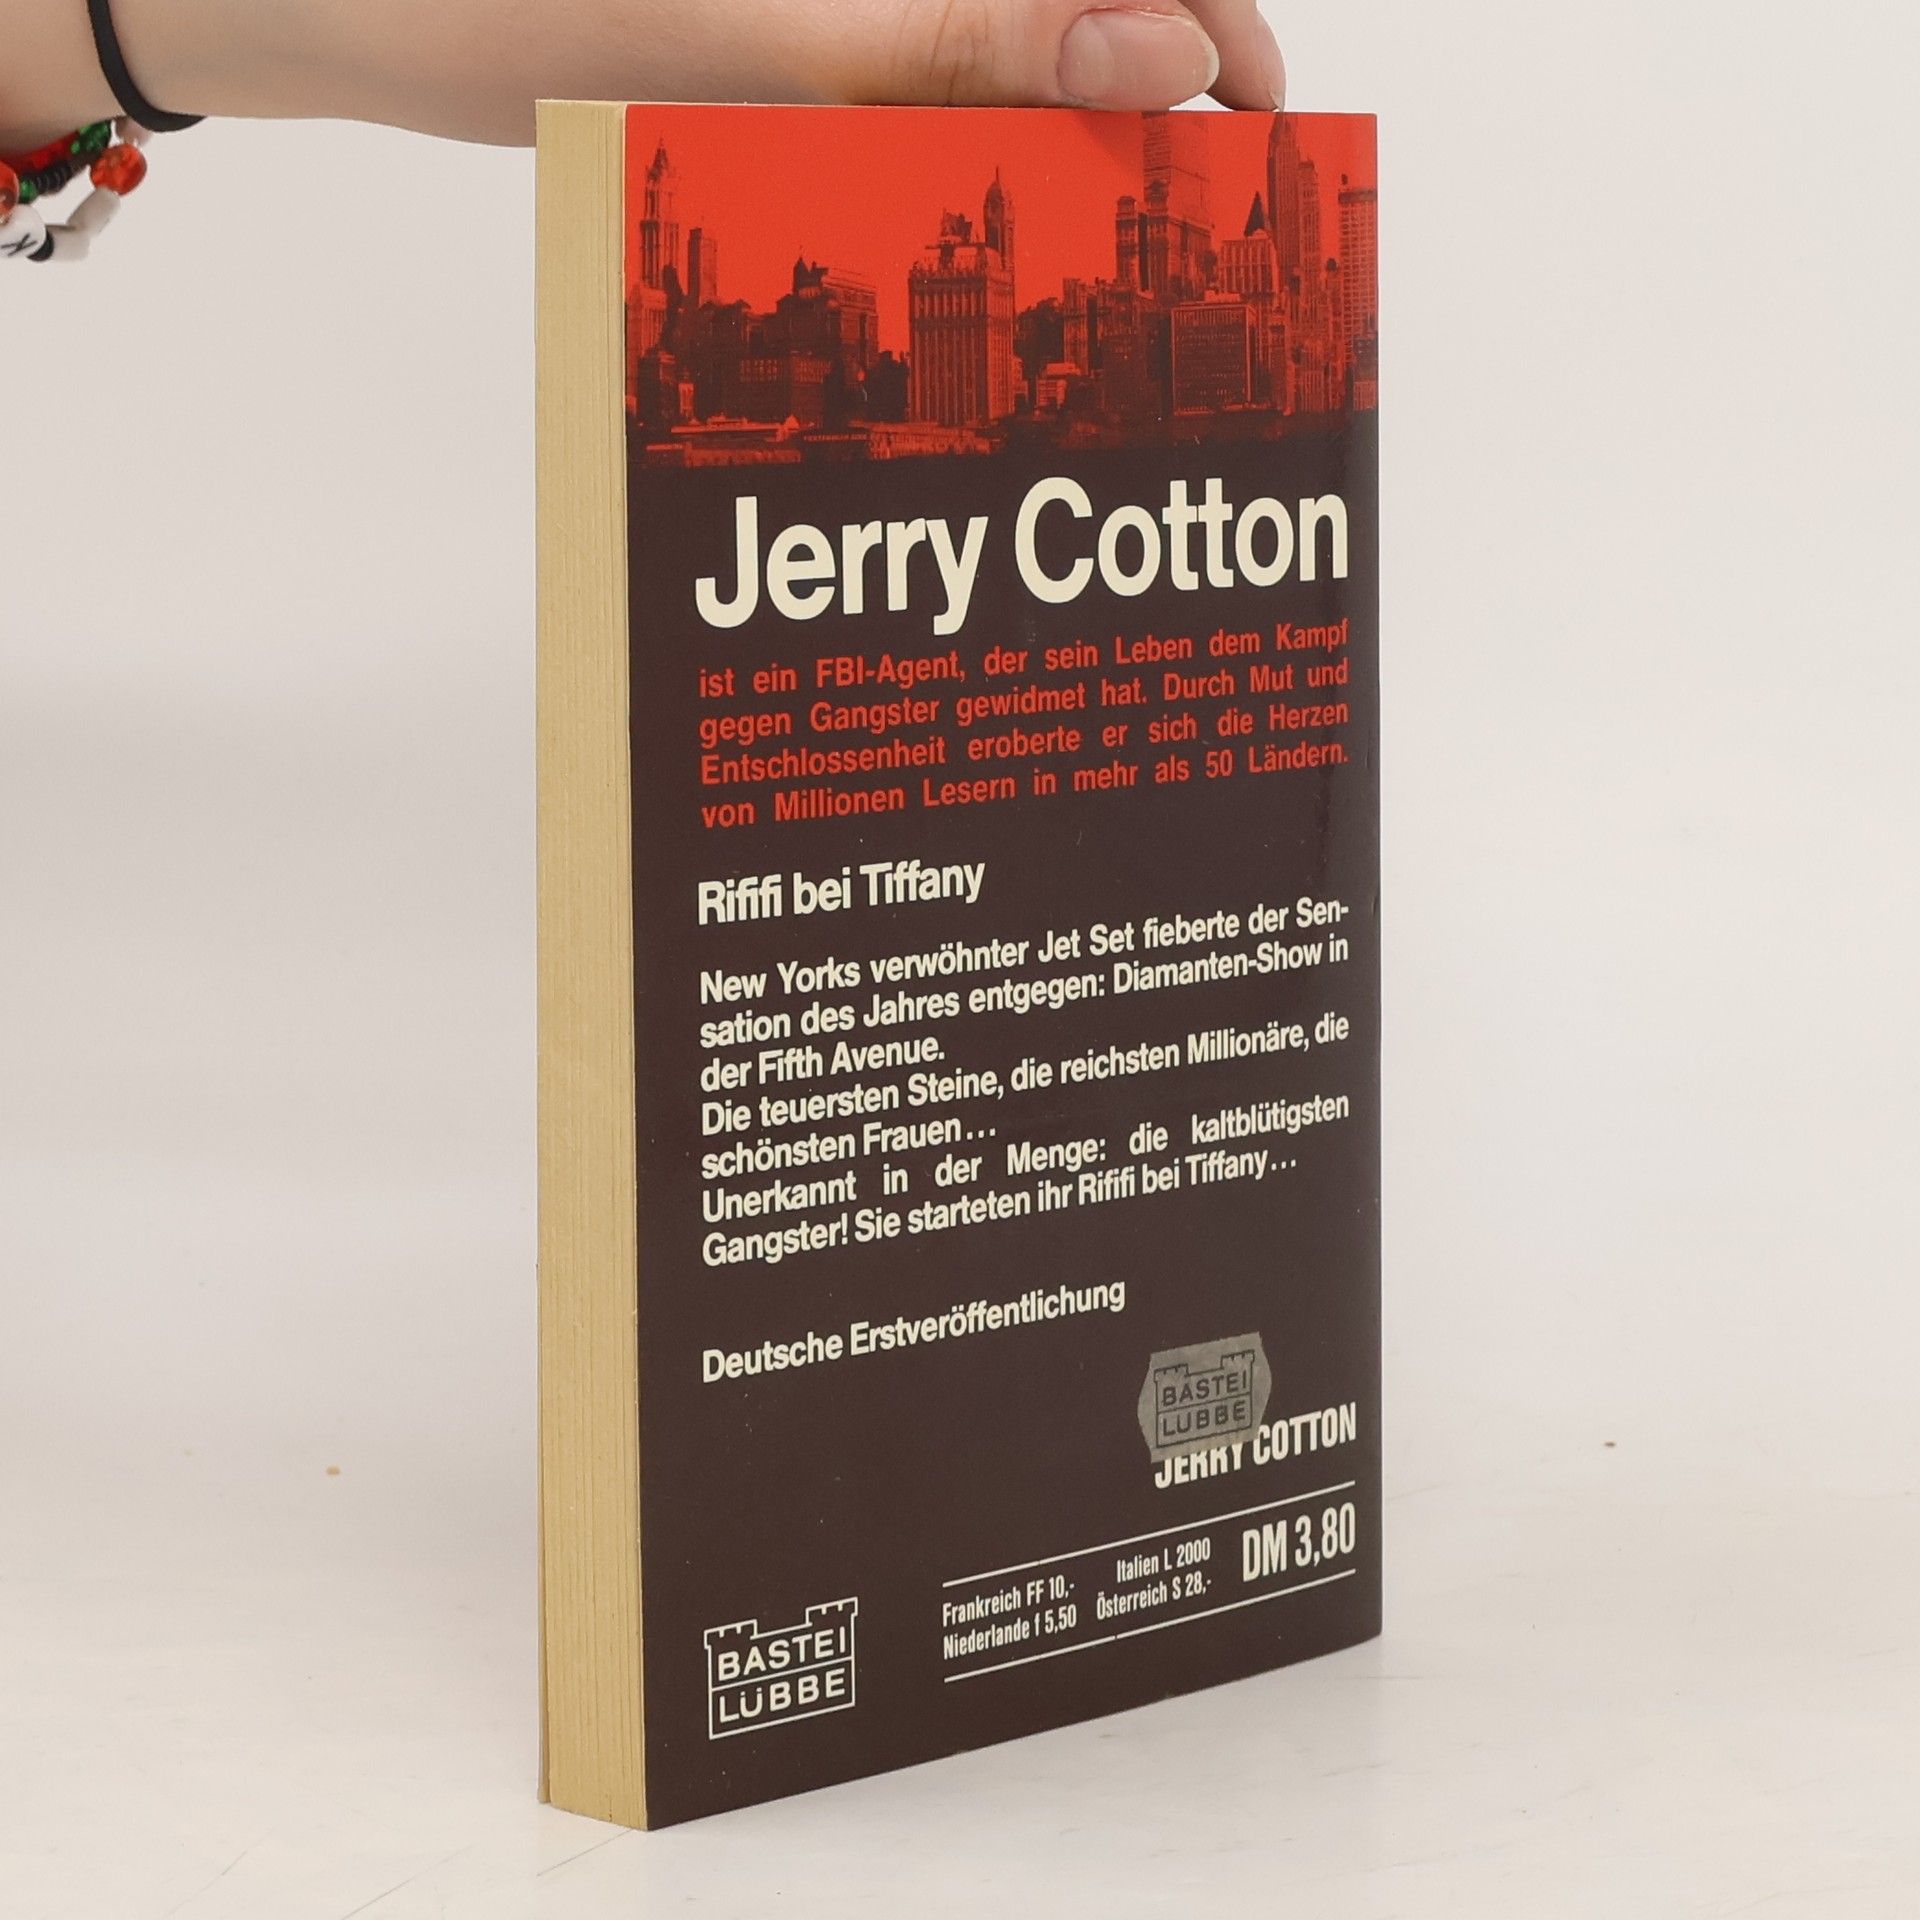 Jerry Cotton
ist ein FBI-Agent, der sein Leben dem Kampf
gegen Gangster gewidmet hat. Durch Mut und
Entschlossenheit eroberte er sich die Herzen
von Millionen Lesern in mehr als 50 Ländern.
Rififi bei Tiffany
New Yorks verwöhnter Jet Set fieberte der Sen-
sation des Jahres entgegen: Diamanten-Show in
der Fifth Avenue.
Die teuersten Steine, die reichsten Millionäre, die
schönsten Frauen...
Unerkannt in der Menge: die kaltblütigsten
Gangster! Sie starteten ihr Rififi bei Tiffany...
Deutsche Erstveröffentlichung
BASTEI
LÜBBE
JERRY COTTON
Frankreich FF 10,- Italien L 2000
Niederlande f 5,50 Österreich S 28,-
DM 3,80
BASTEI
LÜBBE